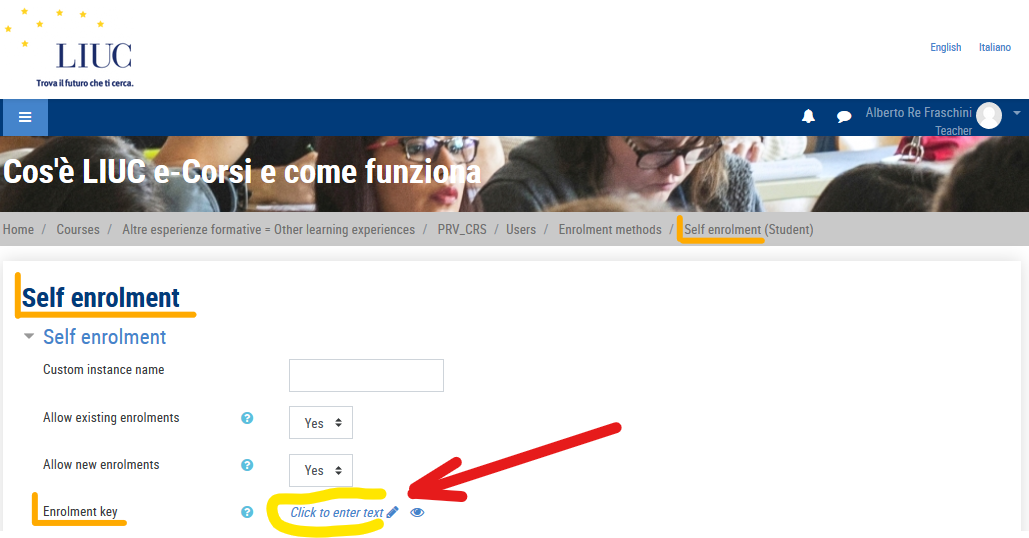 LIUC
Trova il futuro che ti cerca.
English Italiano
Alberto Re Fraschini
Teacher
Cos'è LIUC e-Corsi e come funziona
Home / Courses / Altre esperienze formative = Other learning experiences / PRV_CRS / Users / Enrolment methods / Self enrolment (Student)
Self enrolment
Self enrolment
Custom instance name
Allow existing enrolments ? Yes
Allow new enrolments ? Yes
Enrolment key ? Click to enter text